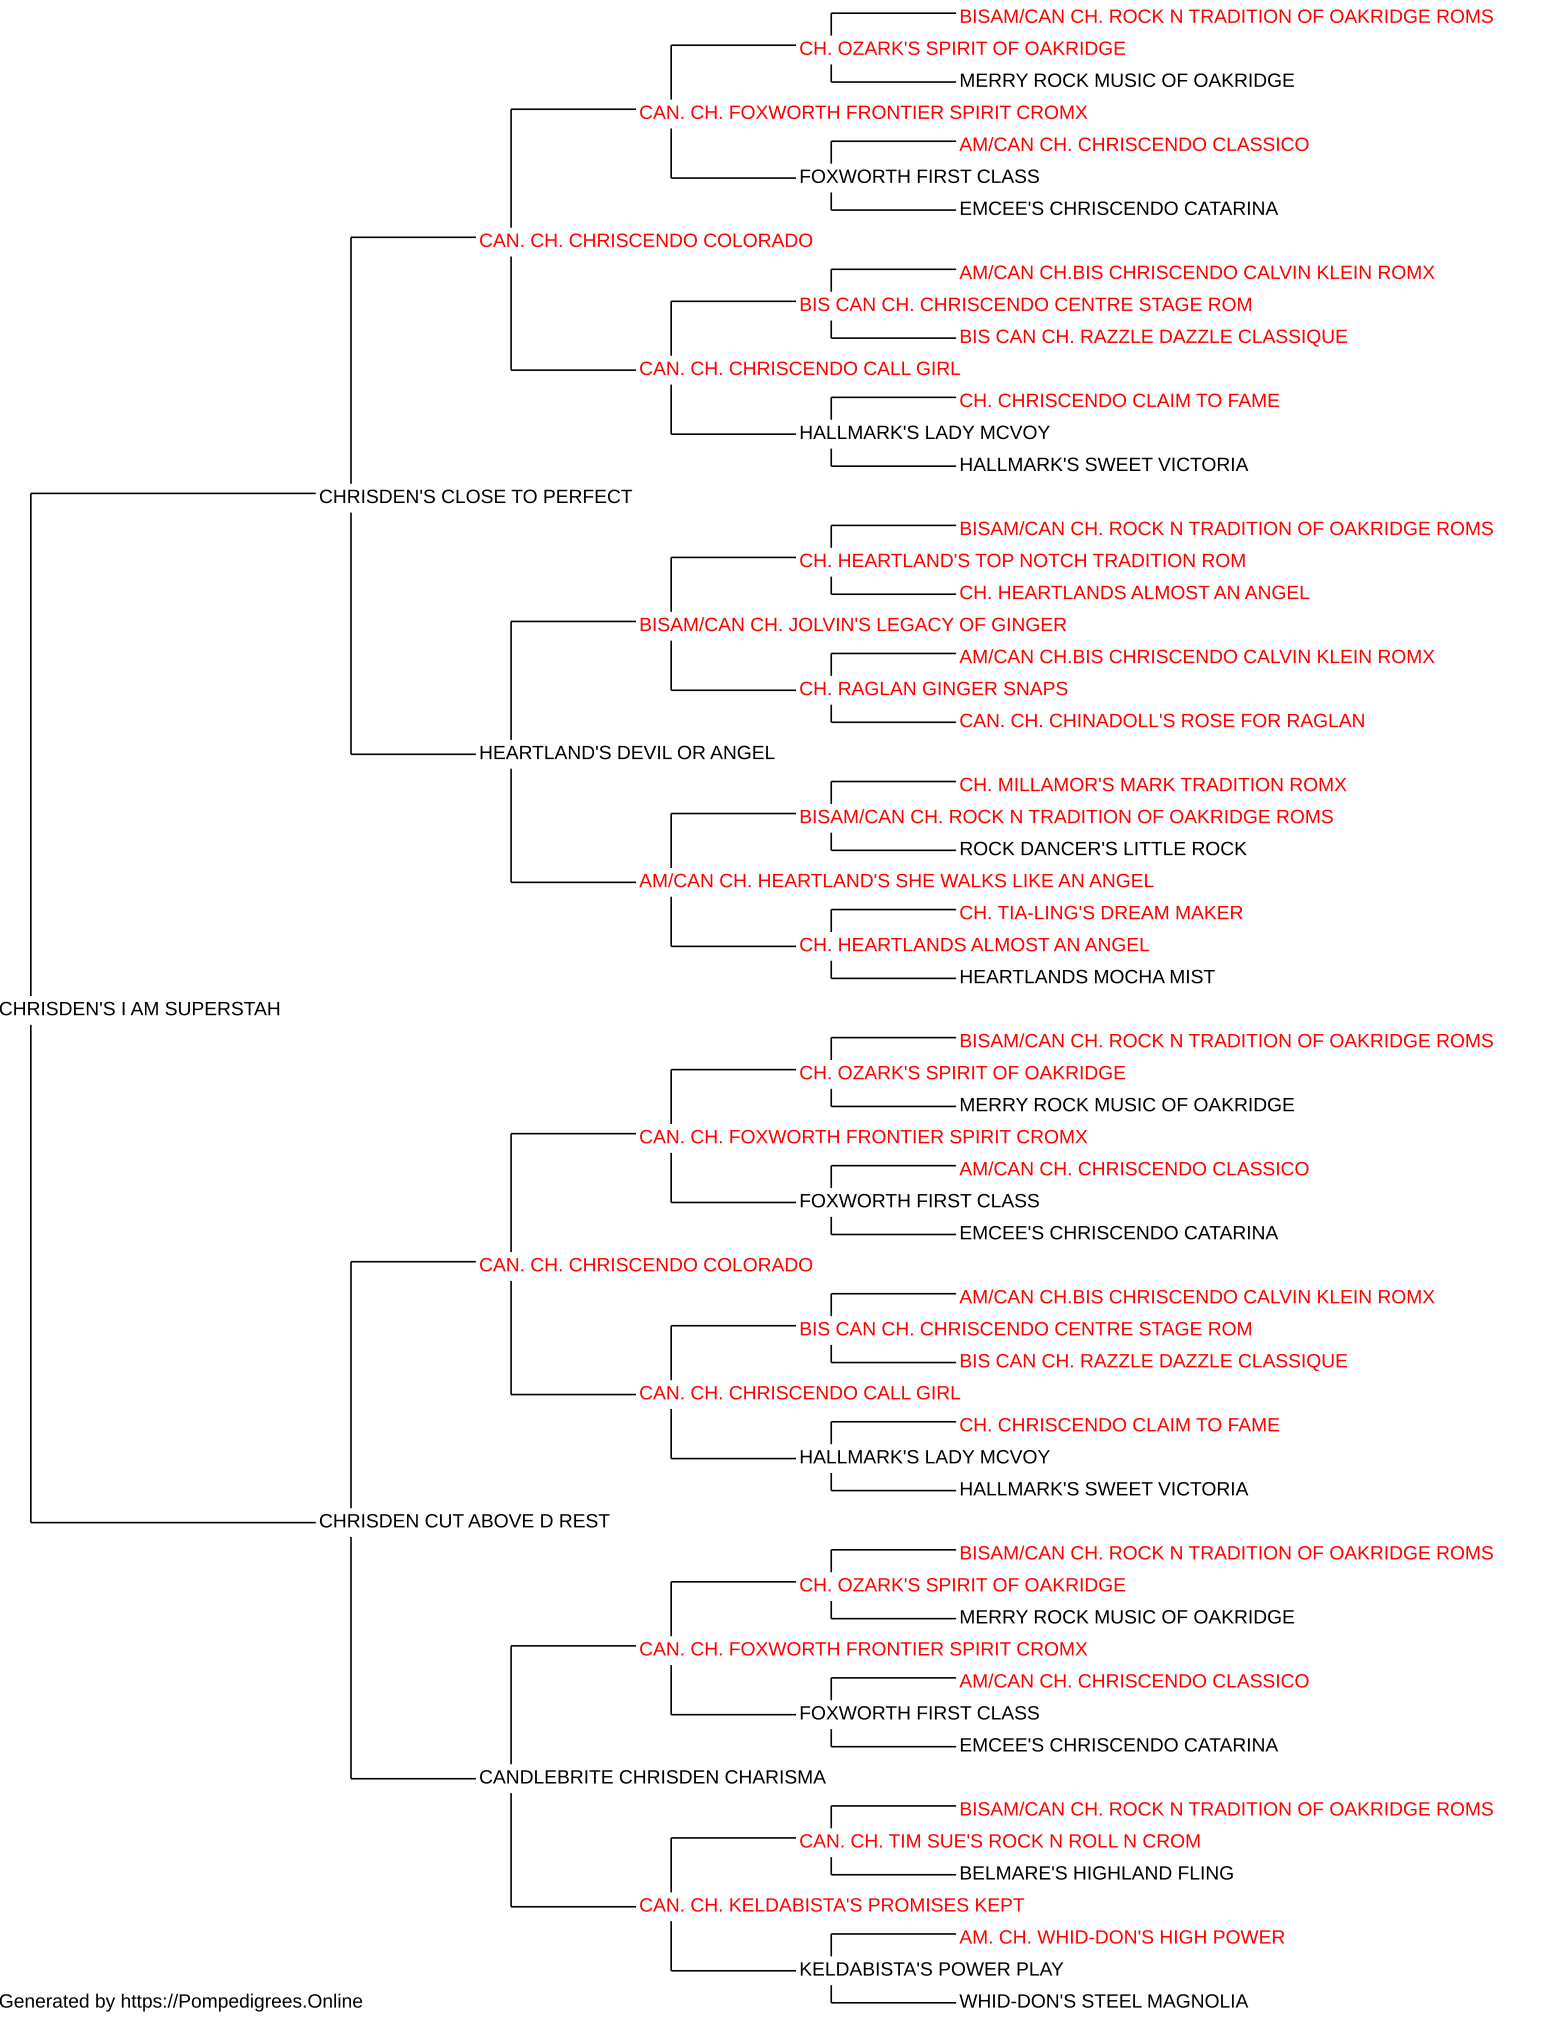 BISAM/CAN CH. ROCK N TRADITION OF OAKRIDGE ROMS
CH. OZARK'S SPIRIT OF OAKRIDGE
MERRY ROCK MUSIC OF OAKRIDGE
CAN. CH. FOXWORTH FRONTIER SPIRIT CROMX
AM/CAN CH. CHRISCENDO CLASSICO
FOXWORTH FIRST CLASS
EMCEE'S CHRISCENDO CATARINA
CAN. CH. CHRISCENDO COLORADO
AM/CAN CH.BIS CHRISCENDO CALVIN KLEIN ROMX
BIS CAN CH. CHRISCENDO CENTRE STAGE ROM
BIS CAN CH. RAZZLE DAZZLE CLASSIQUE
CAN. CH. CHRISCENDO CALL GIRL
CH. CHRISCENDO CLAIM TO FAME
HALLMARK'S LADY MCVOY
HALLMARK'S SWEET VICTORIA
CHRISDEN'S CLOSE TO PERFECT
BISAM/CAN CH. ROCK N TRADITION OF OAKRIDGE ROMS
CH. HEARTLAND'S TOP NOTCH TRADITION ROM
CH. HEARTLANDS ALMOST AN ANGEL
BISAM/CAN CH. JOLVIN'S LEGACY OF GINGER
AM/CAN CH.BIS CHRISCENDO CALVIN KLEIN ROMX
CH. RAGLAN GINGER SNAPS
CAN. CH. CHINADOLL'S ROSE FOR RAGLAN
HEARTLAND'S DEVIL OR ANGEL
CH. MILLAMOR'S MARK TRADITION ROMX
BISAM/CAN CH. ROCK N TRADITION OF OAKRIDGE ROMS
ROCK DANCER'S LITTLE ROCK
AM/CAN CH. HEARTLAND'S SHE WALKS LIKE AN ANGEL
CH. TIA-LING'S DREAM MAKER
CH. HEARTLANDS ALMOST AN ANGEL
HEARTLANDS MOCHA MIST
CHRISDEN'S I AM SUPERSTAH
BISAM/CAN CH. ROCK N TRADITION OF OAKRIDGE ROMS
CH. OZARK'S SPIRIT OF OAKRIDGE
MERRY ROCK MUSIC OF OAKRIDGE
CAN. CH. FOXWORTH FRONTIER SPIRIT CROMX
AM/CAN CH. CHRISCENDO CLASSICO
FOXWORTH FIRST CLASS
EMCEE'S CHRISCENDO CATARINA
CAN. CH. CHRISCENDO COLORADO
AM/CAN CH.BIS CHRISCENDO CALVIN KLEIN ROMX
BIS CAN CH. CHRISCENDO CENTRE STAGE ROM
BIS CAN CH. RAZZLE DAZZLE CLASSIQUE
CAN. CH. CHRISCENDO CALL GIRL
CH. CHRISCENDO CLAIM TO FAME
HALLMARK'S LADY MCVOY
HALLMARK'S SWEET VICTORIA
CHRISDEN CUT ABOVE D REST
BISAM/CAN CH. ROCK N TRADITION OF OAKRIDGE ROMS
CH. OZARK'S SPIRIT OF OAKRIDGE
MERRY ROCK MUSIC OF OAKRIDGE
CAN. CH. FOXWORTH FRONTIER SPIRIT CROMX
AM/CAN CH. CHRISCENDO CLASSICO
FOXWORTH FIRST CLASS
EMCEE'S CHRISCENDO CATARINA
CANDLEBRITE CHRISDEN CHARISMA
BISAM/CAN CH. ROCK N TRADITION OF OAKRIDGE ROMS
CAN. CH. TIM SUE'S ROCK N ROLL N CROM
BELMARE'S HIGHLAND FLING
CAN. CH. KELDABISTA'S PROMISES KEPT
AM. CH. WHID-DON'S HIGH POWER
KELDABISTA'S POWER PLAY
WHID-DON'S STEEL MAGNOLIA
Generated by https://Pompedigrees.Online